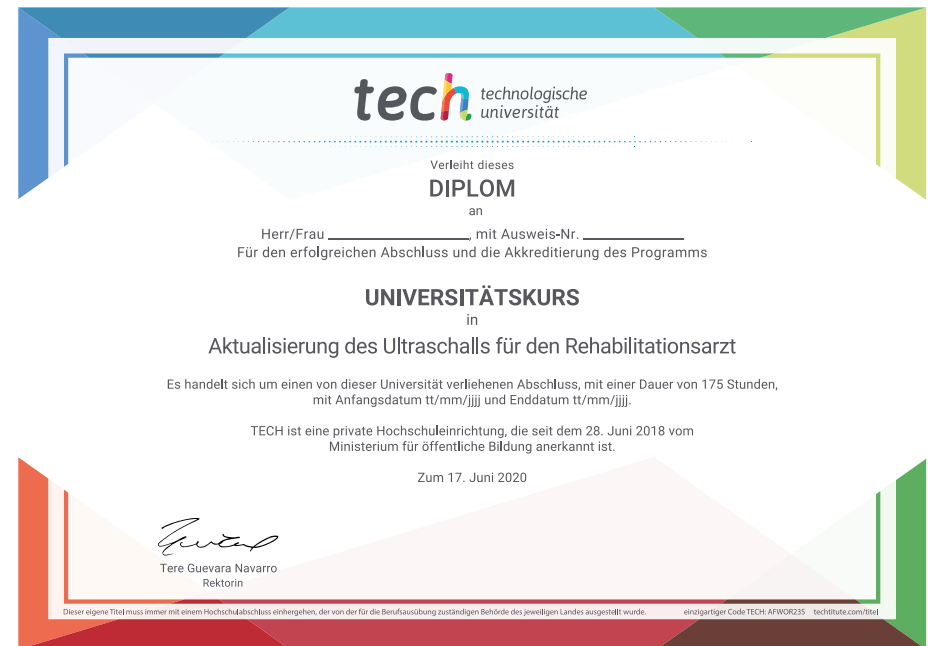 tech technologische
universität
Verleiht dieses
DIPLOM
an
Herr/Frau ____________________, mit Ausweis-Nr. ______________
Für den erfolgreichen Abschluss und die Akkreditierung des Programms
UNIVERSITÄTSKURS
in
Aktualisierung des Ultraschalls für den Rehabilitationsarzt
Es handelt sich um einen von dieser Universität verliehenen Abschluss, mit einer Dauer von 175 Stunden,
mit Anfangsdatum tt/mm/jjjj und Enddatum tt/mm/jjjj.
TECH ist eine private Hochschuleinrichtung, die seit dem 28. Juni 2018 vom
Ministerium für öffentliche Bildung anerkannt ist.
Zum 17. Juni 2020
Tere Guevara Navarro
Rektorin
Dieser eigene Titel muss immer mit einem Hochschulabschluss einhergehen, der von der für die Berufsausübung zuständigen Behörde des jeweiligen Landes ausgestellt wurde. einzigartiger Code TECH: AFWOR235 techtitute.com/titel